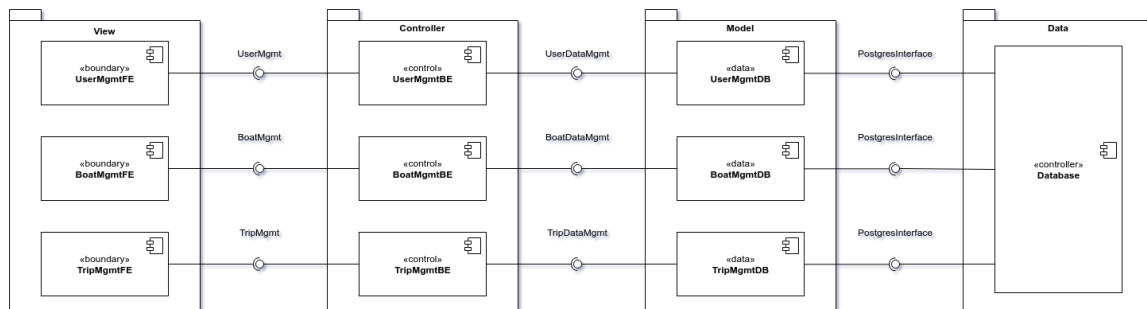 View
Controller
Model
Data
«boundary»
UserMgmtFE
UserMgmt
«control»
UserMgmtBE
UserDataMgmt
«data»
UserMgmtDB
PostgresInterface
«boundary»
BoatMgmtFE
BoatMgmt
«control»
BoatMgmtBE
BoatDataMgmt
«data»
BoatMgmtDB
PostgresInterface
«controller»
Database
«boundary»
TripMgmtFE
TripMgmt
«control»
TripMgmtBE
TripDataMgmt
«data»
TripMgmtDB
PostgresInterface